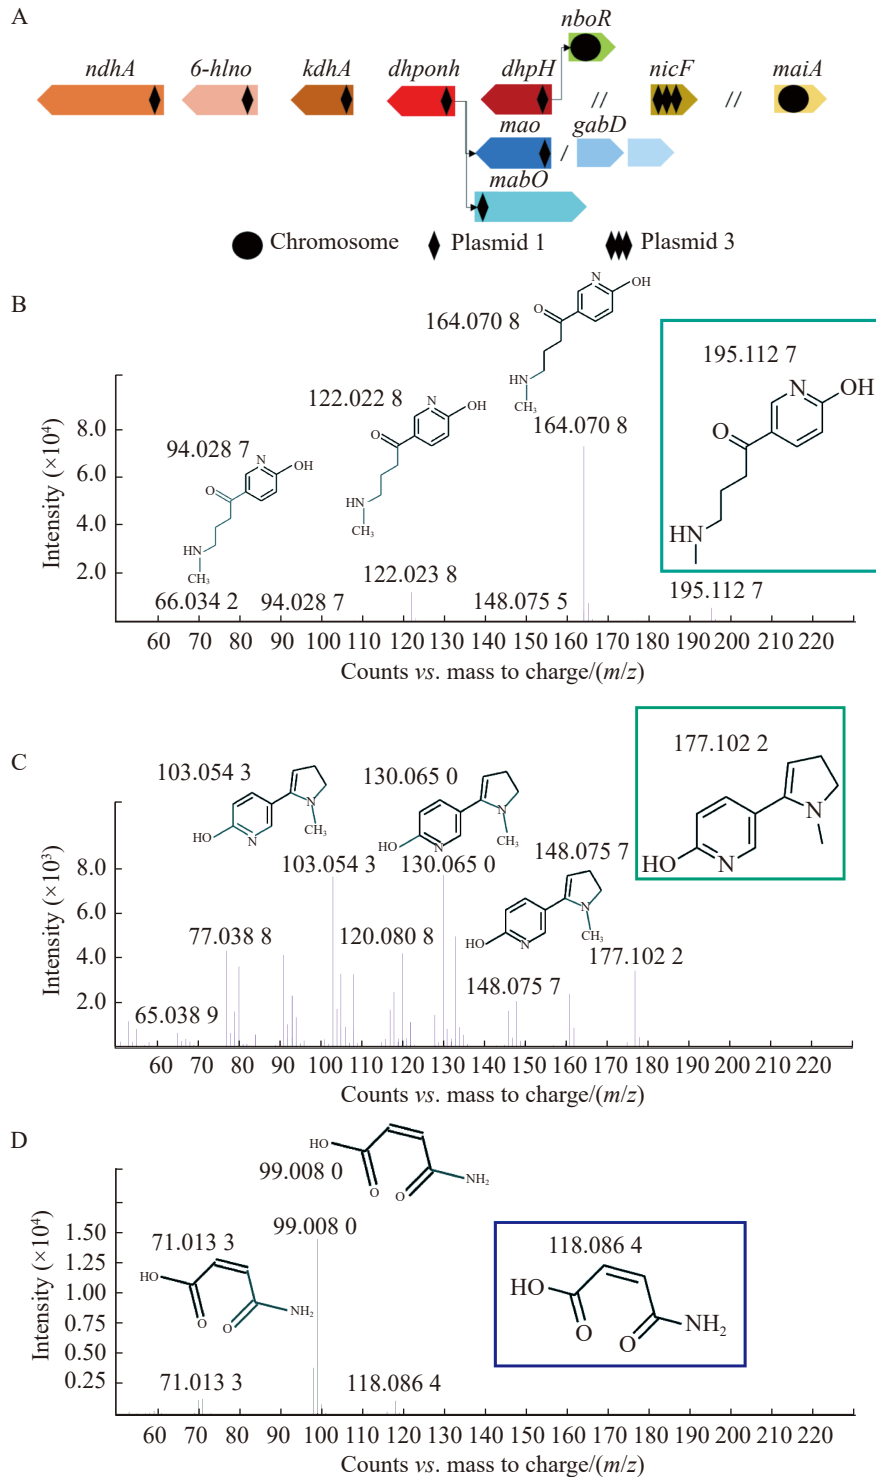 A
nboR
ndhA 6-hlno kdhA dhponh dhpH nicF maiA
// //
mao / gabD
mabO
Chromosome Plasmid 1 Plasmid 3
B
N OH
O
164.070 8
HN
CH₃
195.112 7
N OH
O
HN
122.022 8
N OH
O
HN
CH₃
94.028 7
N OH
O
HN
CH₃
164.070 8
Intensity (×10⁴)
8.0
6.0
4.0
2.0
66.034 2 94.028 7 122.023 8 148.075 5 195.112 7
60 70 80 90 100 110 120 130 140 150 160 170 180 190 200 210 220
Counts vs. mass to charge/(m/z)
C
177.102 2
N
HO N
103.054 3
N
CH₃
HO N
130.065 0
N
CH₃
HO N
148.075 7
N
CH₃
HO N
Intensity (×10³)
8.0
6.0
4.0
2.0
103.054 3 130.065 0
77.038 8 120.080 8 177.102 2
148.075 7
65.038 9
60 70 80 90 100 110 120 130 140 150 160 170 180 190 200 210 220
Counts vs. mass to charge/(m/z)
D
HO
O O NH₂
99.008 0
99.008 0
71.013 3
HO
O O NH₂
118.086 4
HO
O O NH₂
Intensity (×10⁴)
1.50
1.25
1.00
0.75
0.50
0.25
71.013 3 118.086 4
60 70 80 90 100 110 120 130 140 150 160 170 180 190 200 210 220
Counts vs. mass to charge/(m/z)